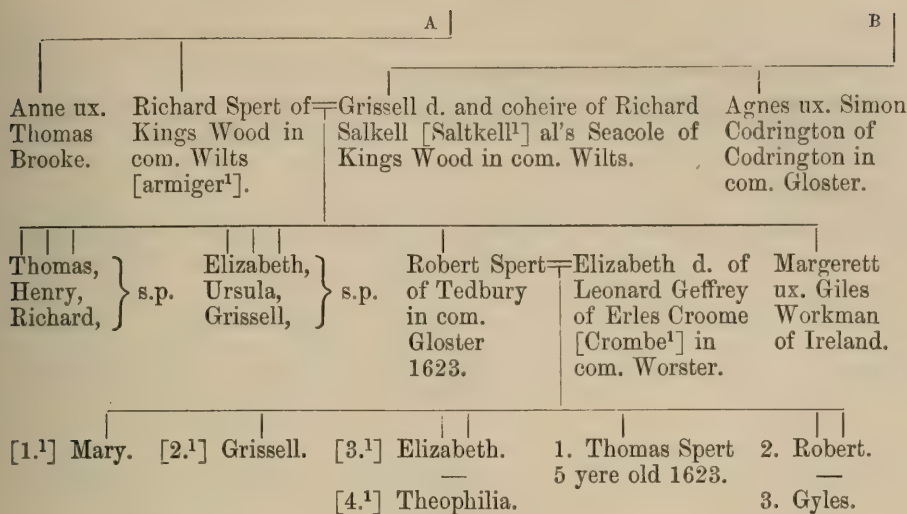 A B
Anne ux.
Thomas
Brooke.
Richard Spert of
Kings Wood in
com. Wilts
[armiger¹].
Grissell d. and coheire of Richard
Salkell [Saltkell¹] al's Seacole of
Kings Wood in com. Wilts.
Agnes ux. Simon
Codrington of
Codrington in
com. Gloster.
Thomas,
Henry,
Richard,
s.p.
Elizabeth,
Ursula,
Grissell,
s.p.
Robert Spert
of Tedbury
in com.
Gloster
1623.
Elizabeth d. of
Leonard Geffrey
of Erles Croome
[Crombe¹] in
com. Worster.
Margerett
ux. Giles
Workman
of Ireland.
[1.¹] Mary.
[2.¹] Grissell.
[3.¹] Elizabeth.
[4.¹] Theophilia.
1. Thomas Spert
5 yere old 1623.
2. Robert.
3. Gyles.